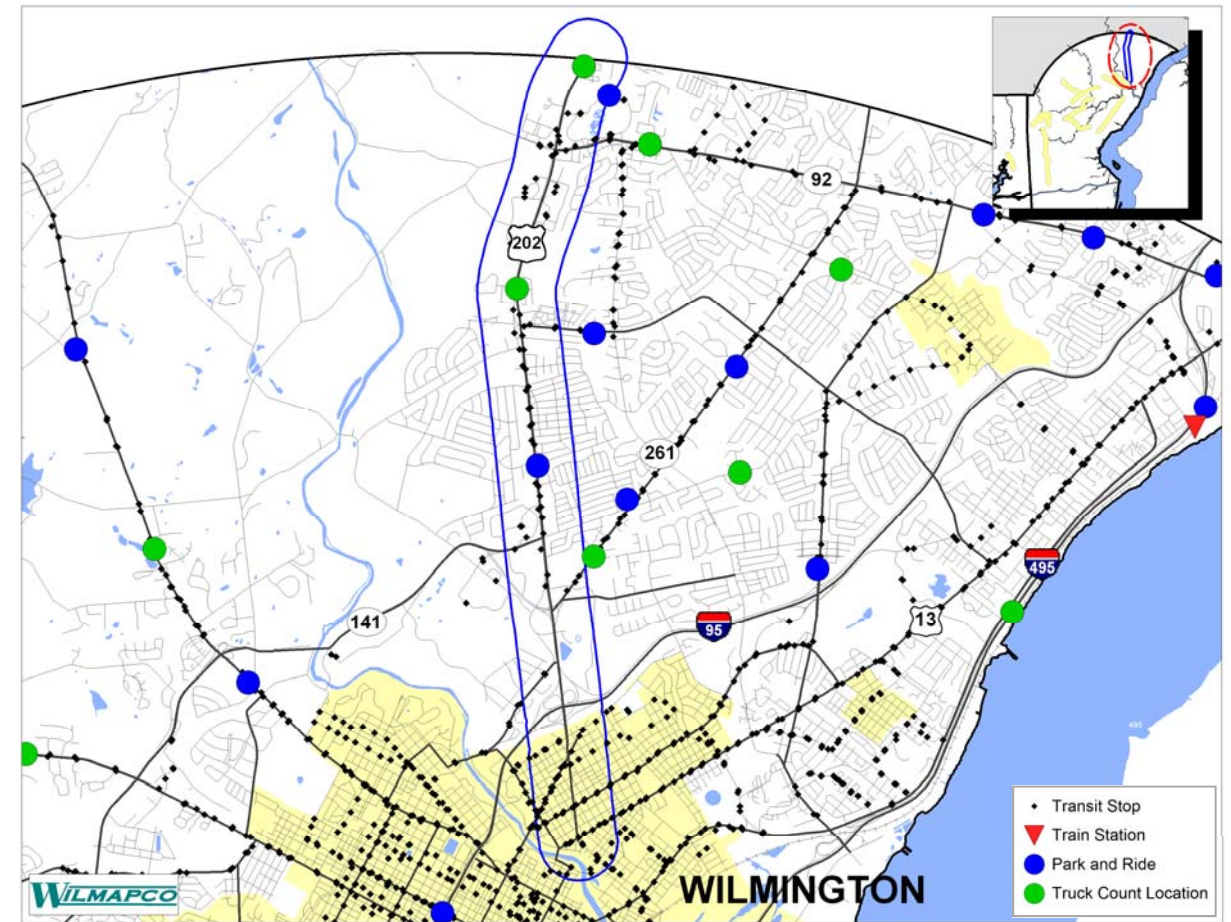 92
202
261
141
95
495
13
495
WILMINGTON
Transit Stop
Train Station
Park and Ride
Truck Count Location
WILMAPCO